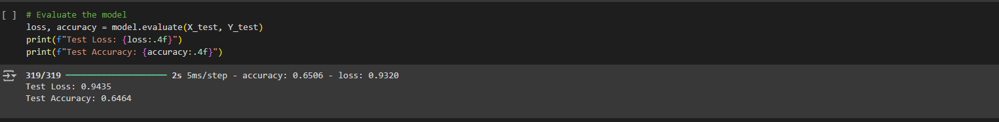 [ ] # Evaluate the model
loss, accuracy = model.evaluate(X_test, Y_test)
print(f"Test Loss: {loss:.4f}")
print(f"Test Accuracy: {accuracy:.4f}")
319/319 ━━━━━━━━━━━━━━━━━━━━ 2s 5ms/step - accuracy: 0.6506 - loss: 0.9320
Test Loss: 0.9435
Test Accuracy: 0.6464